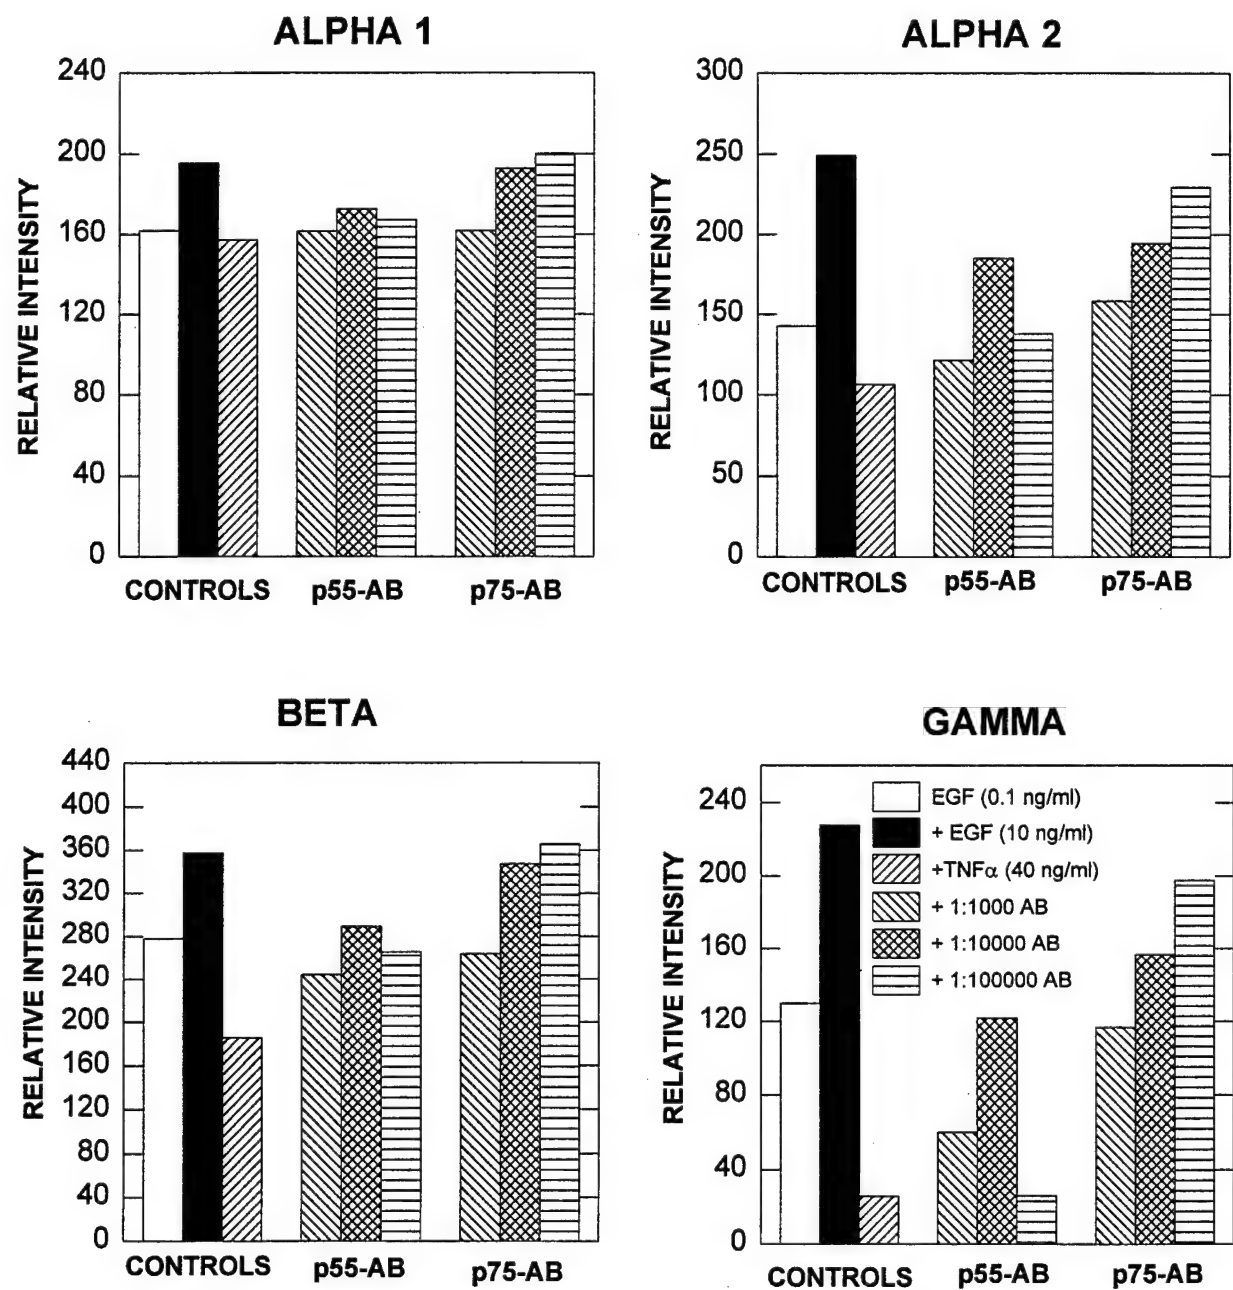 ALPHA 1
RELATIVE INTENSITY
240
200
160
120
80
40
0
CONTROLS p55-AB p75-AB
ALPHA 2
RELATIVE INTENSITY
300
250
200
150
100
50
0
CONTROLS p55-AB p75-AB
BETA
RELATIVE INTENSITY
440
400
360
320
280
240
200
160
120
80
40
0
CONTROLS p55-AB p75-AB
GAMMA
RELATIVE INTENSITY
240
200
160
120
80
40
0
EGF (0.1 ng/ml)
+ EGF (10 ng/ml)
+TNFα (40 ng/ml)
+ 1:1000 AB
+ 1:10000 AB
+ 1:100000 AB
CONTROLS p55-AB p75-AB